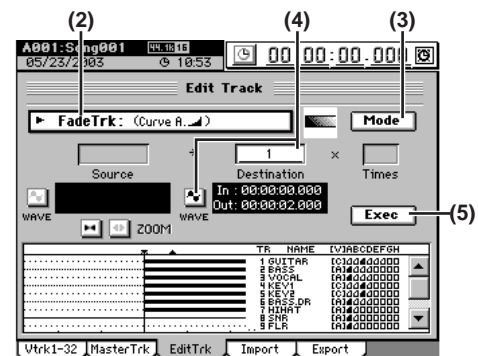 (2) (4) (3)
A001:Song001 44.1k 16
05/23/2003 10:53 00 00:00:00.000
Edit Track
FadeTrk: (Curve A.) Mode
1
Source Destination × Times
WAVE WAVE In : 00:00:00.000
Out: 00:00:02.000
ZOOM Exec (5)
TR NAME [V]ABCDEFGH
1 GUITAR
2 BASS
3 VOCAL
4 KEY1
5 KEY2
6 BASS.DR
7 HIHAT
8 SNR
9 FLR
Vtrk1-32 MasterTrk EditTrk Import Export